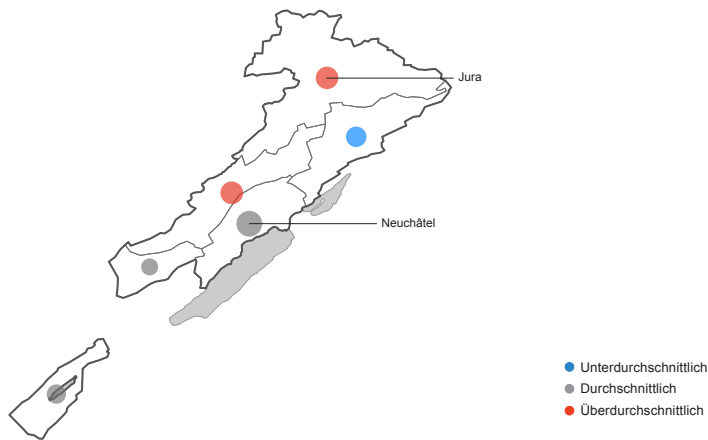 Jura
Neuchâtel
Unterdurchschnittlich
Durchschnittlich
Überdurchschnittlich